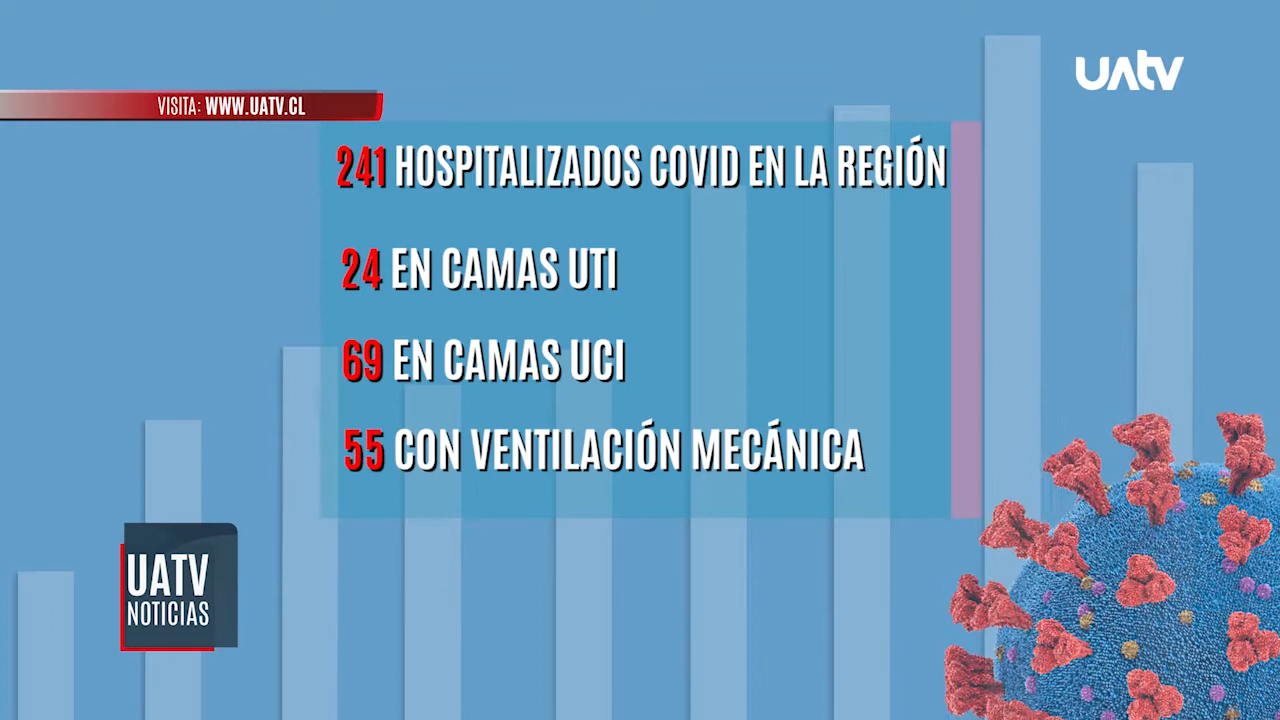 UATV
VISITA: WWW.UATV.CL
241 HOSPITALIZADOS COVID EN LA REGIÓN
24 EN CAMAS UTI
69 EN CAMAS UCI
55 CON VENTILACIÓN MECÁNICA
UATV
NOTICIAS